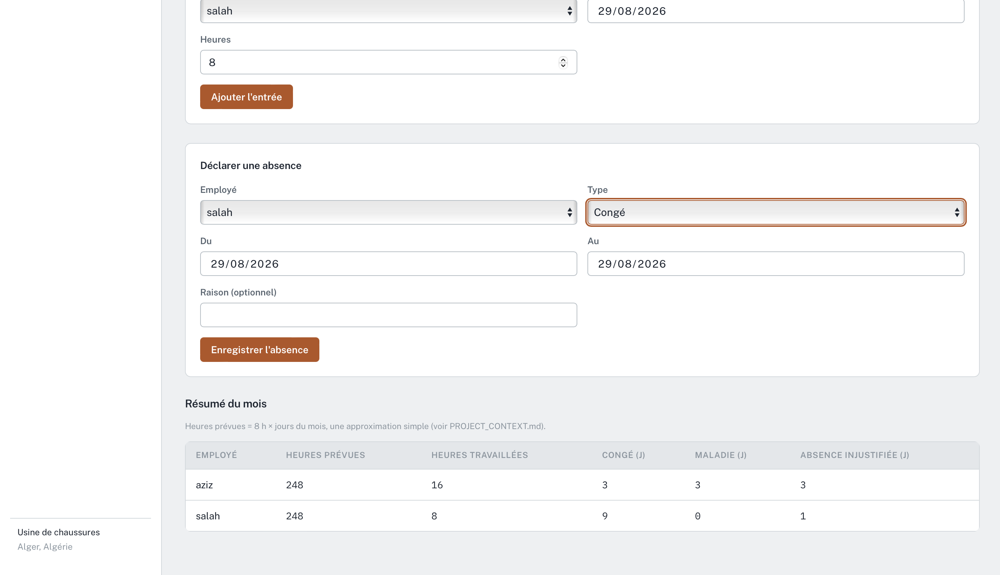 salah
29/08/2026
Heures
8
Ajouter l'entrée
Déclarer une absence
Employé
Type
salah
Congé
Du
Au
29/08/2026
29/08/2026
Raison (optionnel)
Enregistrer l'absence
Résumé du mois
Heures prévues = 8 h × jours du mois, une approximation simple (voir PROJECT_CONTEXT.md).
EMPLOYÉ HEURES PRÉVUES HEURES TRAVAILLÉES CONGÉ (J) MALADIE (J) ABSENCE INJUSTIFIÉE (J)
aziz 248 16 3 3 3
salah 248 8 9 0 1
Usine de chaussures
Alger, Algérie